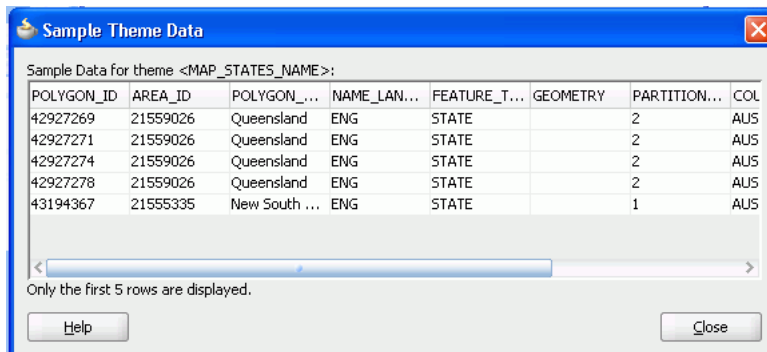 Sample Theme Data
Sample Data for theme <MAP_STATES_NAME>:
POLYGON_ID AREA_ID POLYGON_... NAME_LAN... FEATURE_T... GEOMETRY PARTITION... COL
42927269 21559026 Queensland ENG STATE 2 AUS
42927271 21559026 Queensland ENG STATE 2 AUS
42927274 21559026 Queensland ENG STATE 2 AUS
42927278 21559026 Queensland ENG STATE 2 AUS
43194367 21555335 New South ... ENG STATE 1 AUS
Only the first 5 rows are displayed.
Help Close